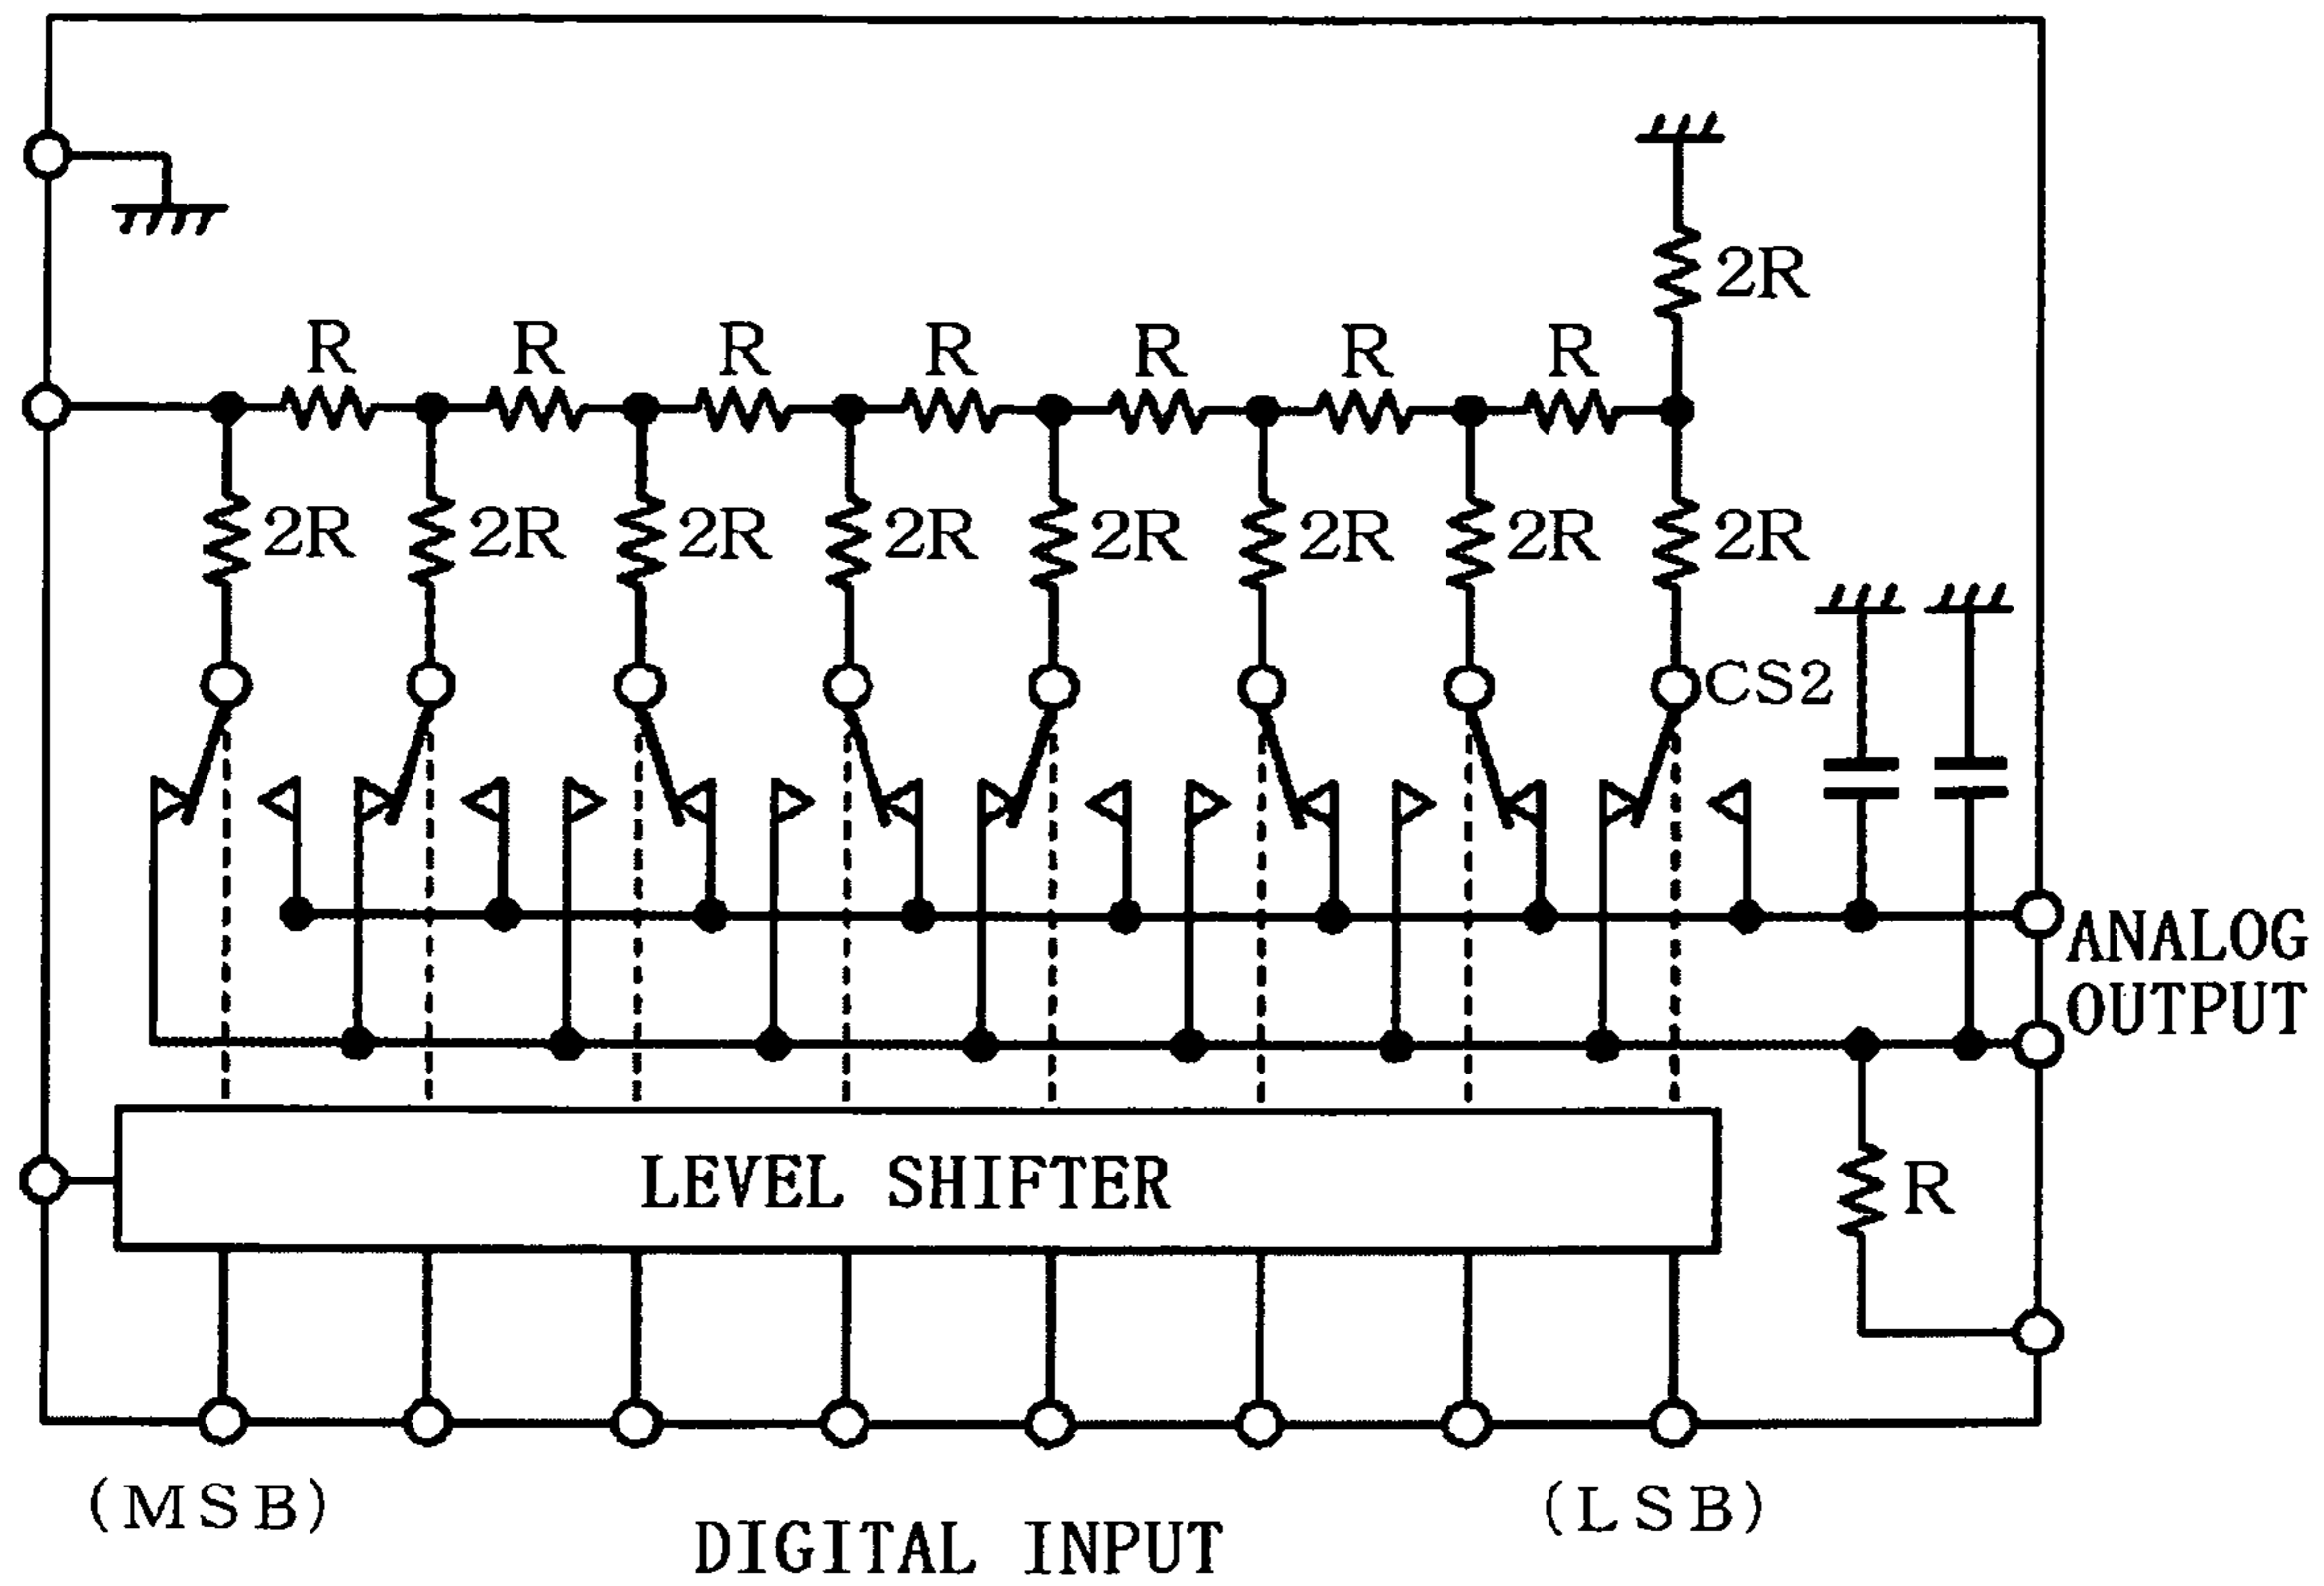 2R
R R R R R R R
2R 2R 2R 2R 2R 2R 2R 2R
CS2
ANALOG
OUTPUT
LEVEL SHIFTER
R
(MSB)
(LSB)
DIGITAL INPUT